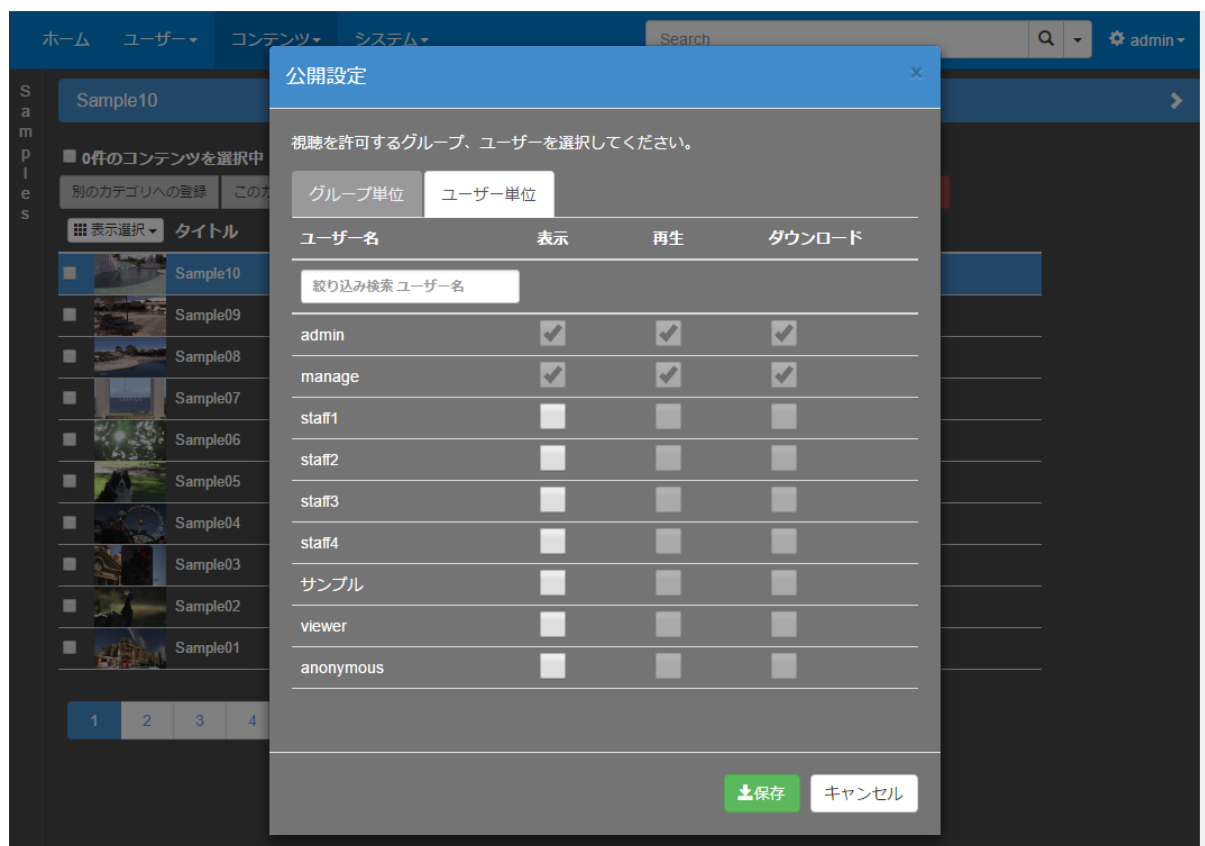 ホーム ユーザー コンテンツ システム Search admin
Samples
Sample10
公開設定 ×
視聴を許可するグループ、ユーザーを選択してください。
グループ単位 ユーザー単位
ユーザー名 表示 再生 ダウンロード
絞り込み検索 ユーザー名
admin
manage
staff1
staff2
staff3
staff4
サンプル
viewer
anonymous
保存 キャンセル
0件のコンテンツを選択中
別のカテゴリへの登録 このカ
表示選択 タイトル
Sample10
Sample09
Sample08
Sample07
Sample06
Sample05
Sample04
Sample03
Sample02
Sample01
1 2 3 4